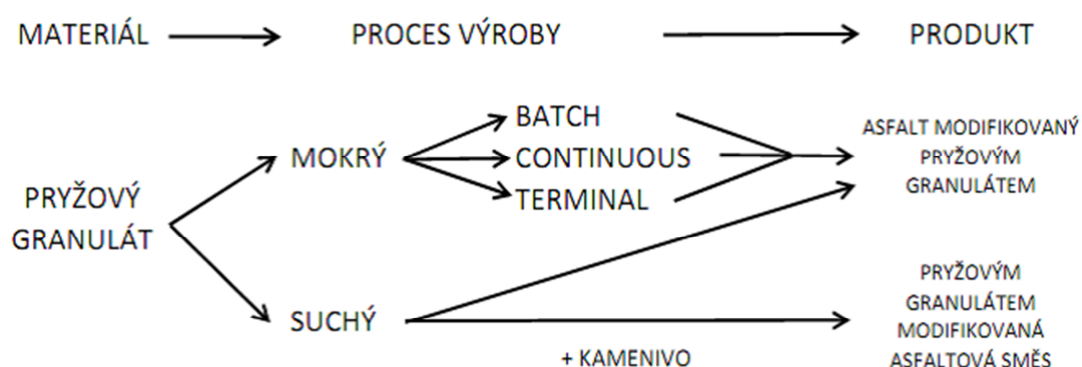 MATERIÁL PROCES VÝROBY PRODUKT
BATCH
MOKRÝ CONTINUOUS
TERMINAL
ASFALT MODIFIKOVANÝ
PRYŽOVÝM
GRANULÁTEM
PRYŽOVÝ
GRANULÁT
SUCHÝ
+ KAMENIVO
PRYŽOVÝM
GRANULÁTEM
MODIFIKOVANÁ
ASFALTOVÁ SMĚS